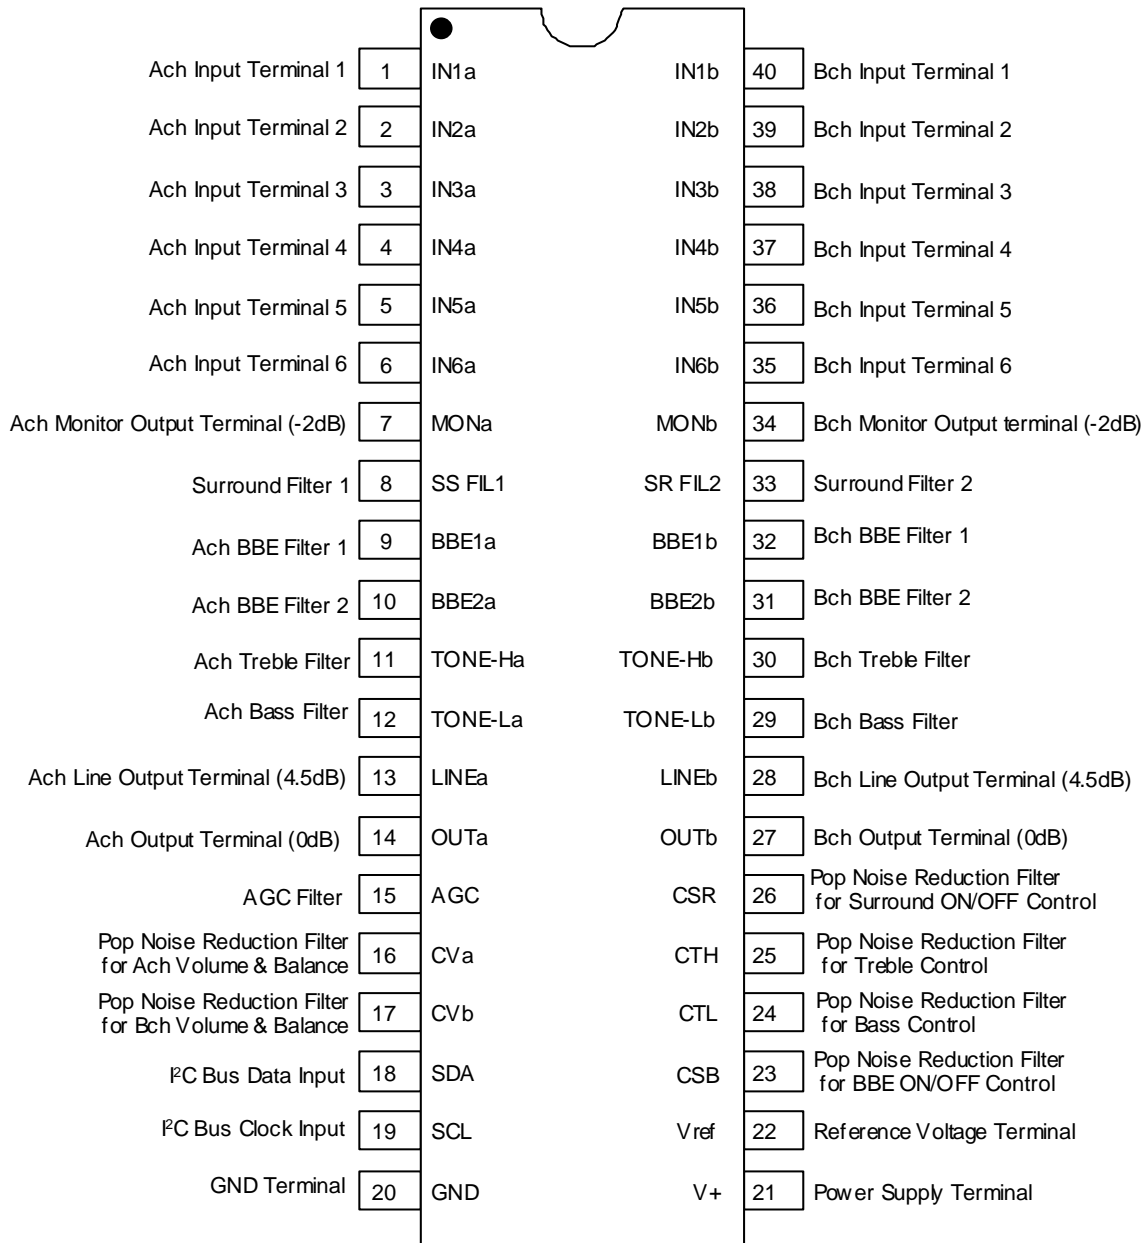 Ach Input Terminal 1 1 IN1a IN1b 40 Bch Input Terminal 1
Ach Input Terminal 2 2 IN2a IN2b 39 Bch Input Terminal 2
Ach Input Terminal 3 3 IN3a IN3b 38 Bch Input Terminal 3
Ach Input Terminal 4 4 IN4a IN4b 37 Bch Input Terminal 4
Ach Input Terminal 5 5 IN5a IN5b 36 Bch Input Terminal 5
Ach Input Terminal 6 6 IN6a IN6b 35 Bch Input Terminal 6
Ach Monitor Output Terminal (-2dB) 7 MONa MONb 34 Bch Monitor Output terminal (-2dB)
Surround Filter 1 8 SS FIL1 SR FIL2 33 Surround Filter 2
Ach BBE Filter 1 9 BBE1a BBE1b 32 Bch BBE Filter 1
Ach BBE Filter 2 10 BBE2a BBE2b 31 Bch BBE Filter 2
Ach Treble Filter 11 TONE-Ha TONE-Hb 30 Bch Treble Filter
Ach Bass Filter 12 TONE-La TONE-Lb 29 Bch Bass Filter
Ach Line Output Terminal (4.5dB) 13 LINEa LINEb 28 Bch Line Output Terminal (4.5dB)
Ach Output Terminal (0dB) 14 OUTa OUTb 27 Bch Output Terminal (0dB)
AGC Filter 15 AGC CSR 26 Pop Noise Reduction Filter
for Surround ON/OFF Control
Pop Noise Reduction Filter
for Ach Volume & Balance 16 CVa CTH 25 Pop Noise Reduction Filter
for Treble Control
Pop Noise Reduction Filter
for Bch Volume & Balance 17 CVb CTL 24 Pop Noise Reduction Filter
for Bass Control
I²C Bus Data Input 18 SDA CSB 23 Pop Noise Reduction Filter
for BBE ON/OFF Control
I²C Bus Clock Input 19 SCL Vref 22 Reference Voltage Terminal
GND Terminal 20 GND V+ 21 Power Supply Terminal